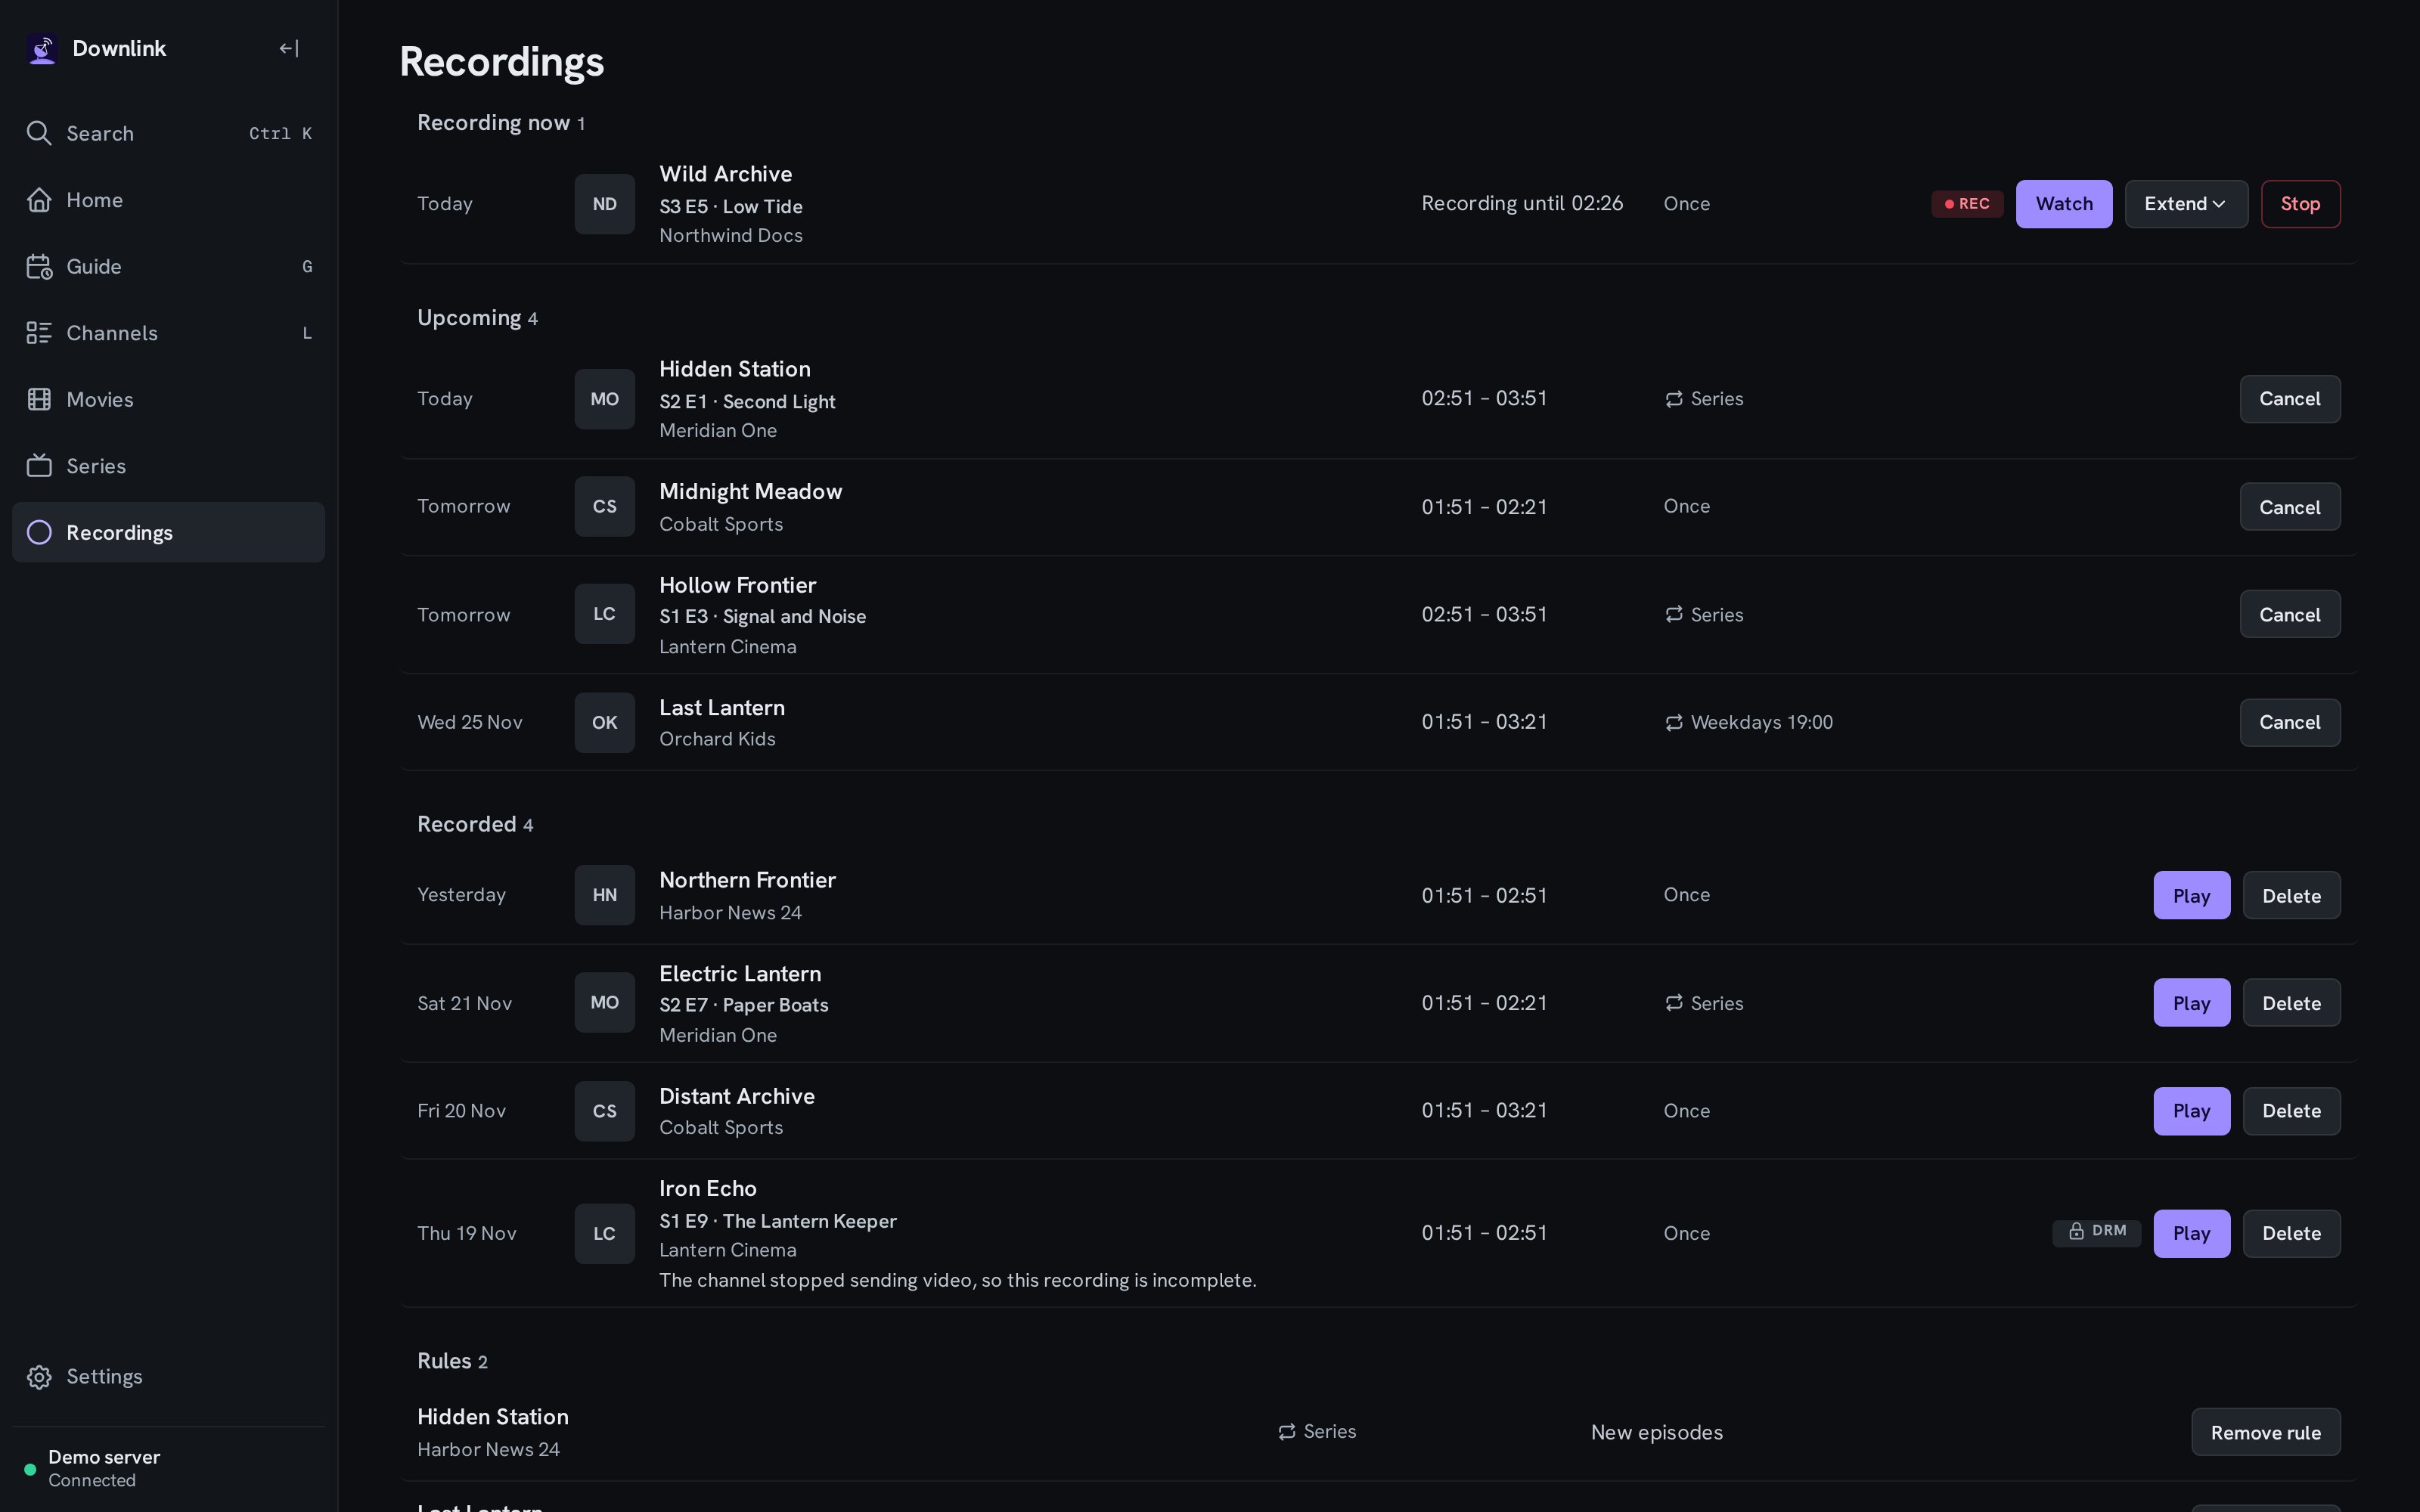 Downlink
Search Ctrl K
Home
Guide G
Channels L
Movies
Series
Recordings
Settings
Demo server
Connected
Recordings
Recording now 1
Today ND Wild Archive
S3 E5 · Low Tide
Northwind Docs
Recording until 02:26 Once REC Watch Extend Stop
Upcoming 4
Today MO Hidden Station
S2 E1 · Second Light
Meridian One
02:51 – 03:51 Series Cancel
Tomorrow CS Midnight Meadow
Cobalt Sports
01:51 – 02:21 Once Cancel
Tomorrow LC Hollow Frontier
S1 E3 · Signal and Noise
Lantern Cinema
02:51 – 03:51 Series Cancel
Wed 25 Nov OK Last Lantern
Orchard Kids
01:51 – 03:21 Weekdays 19:00 Cancel
Recorded 4
Yesterday HN Northern Frontier
Harbor News 24
01:51 – 02:51 Once Play Delete
Sat 21 Nov MO Electric Lantern
S2 E7 · Paper Boats
Meridian One
01:51 – 02:21 Series Play Delete
Fri 20 Nov CS Distant Archive
Cobalt Sports
01:51 – 03:21 Once Play Delete
Thu 19 Nov LC Iron Echo
S1 E9 · The Lantern Keeper
Lantern Cinema
The channel stopped sending video, so this recording is incomplete.
01:51 – 02:51 Once DRM Play Delete
Rules 2
Hidden Station
Harbor News 24
Series New episodes Remove rule